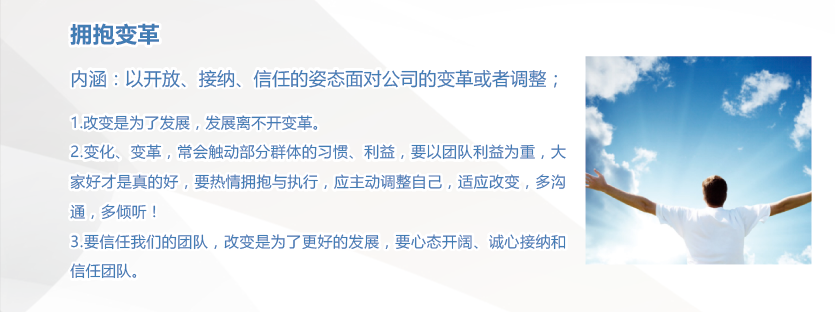 拥抱变革
内涵：以开放、接纳、信任的姿态面对公司的变革或者调整；
1.改变是为了发展，发展离不开变革。
2.变化、变革，常会触动部分群体的习惯、利益，要以团队利益为重，大
家好才是真的好，要热情拥抱与执行，应主动调整自己，适应改变，多沟
通，多倾听！
3.要信任我们的团队，改变是为了更好的发展，要心态开阔、诚心接纳和
信任团队。